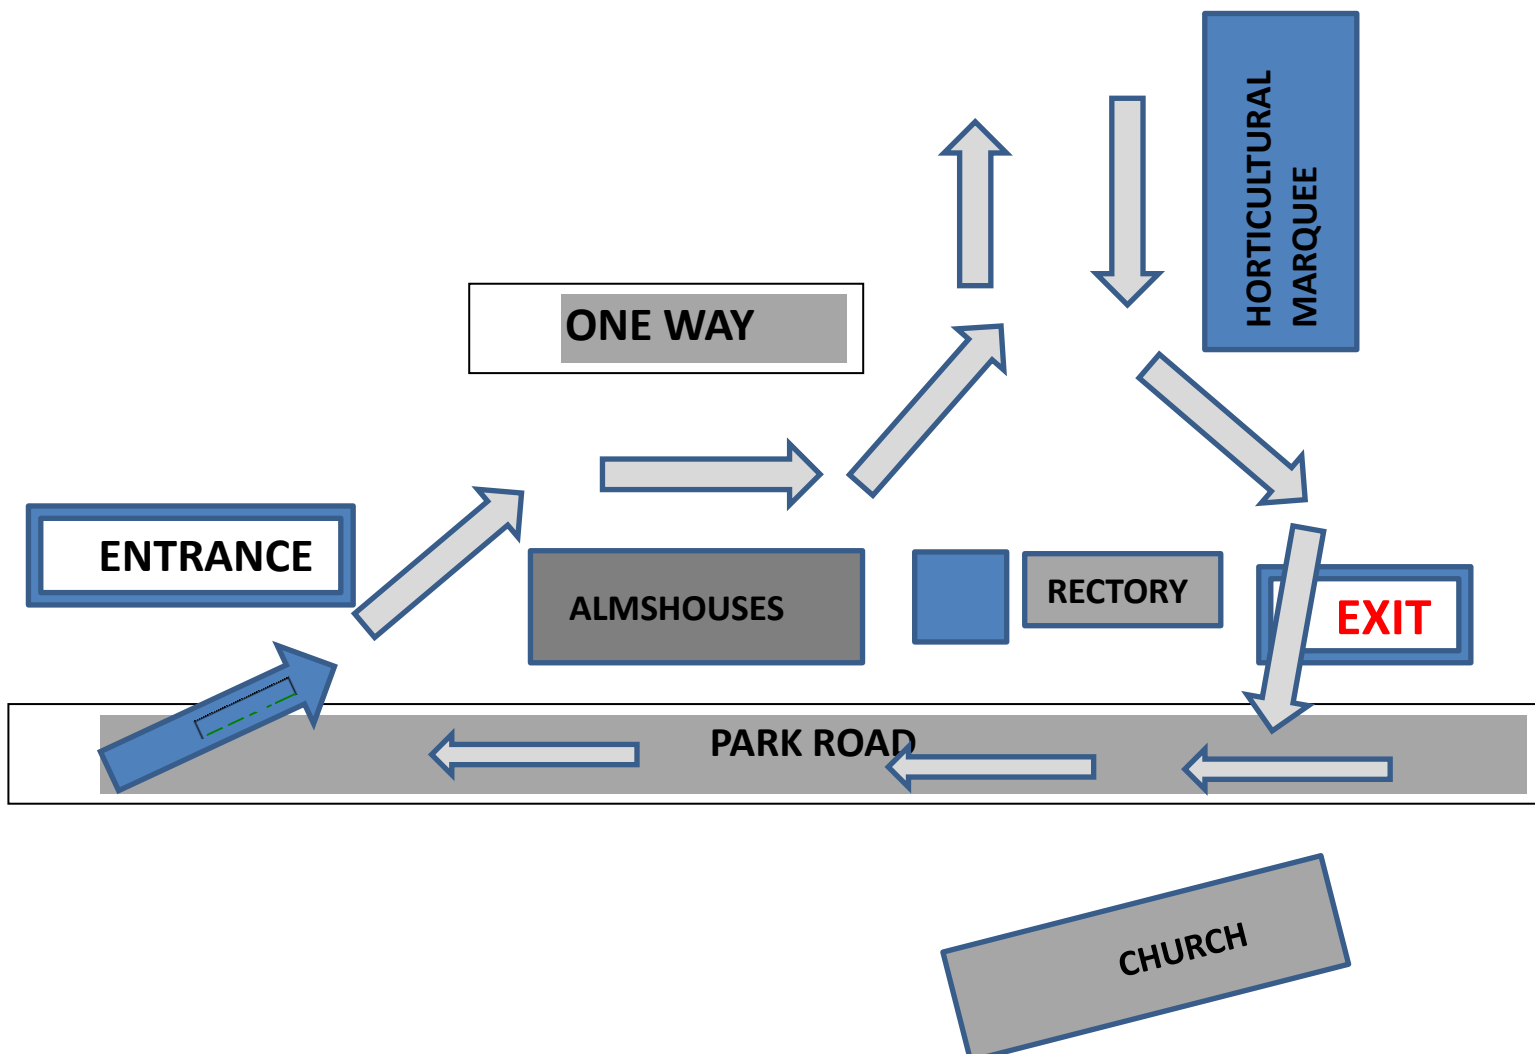 HORTICULTURAL
MARQUEE
ONE WAY
ENTRANCE
ALMSHOUSES
RECTORY
EXIT
PARK ROAD
CHURCH